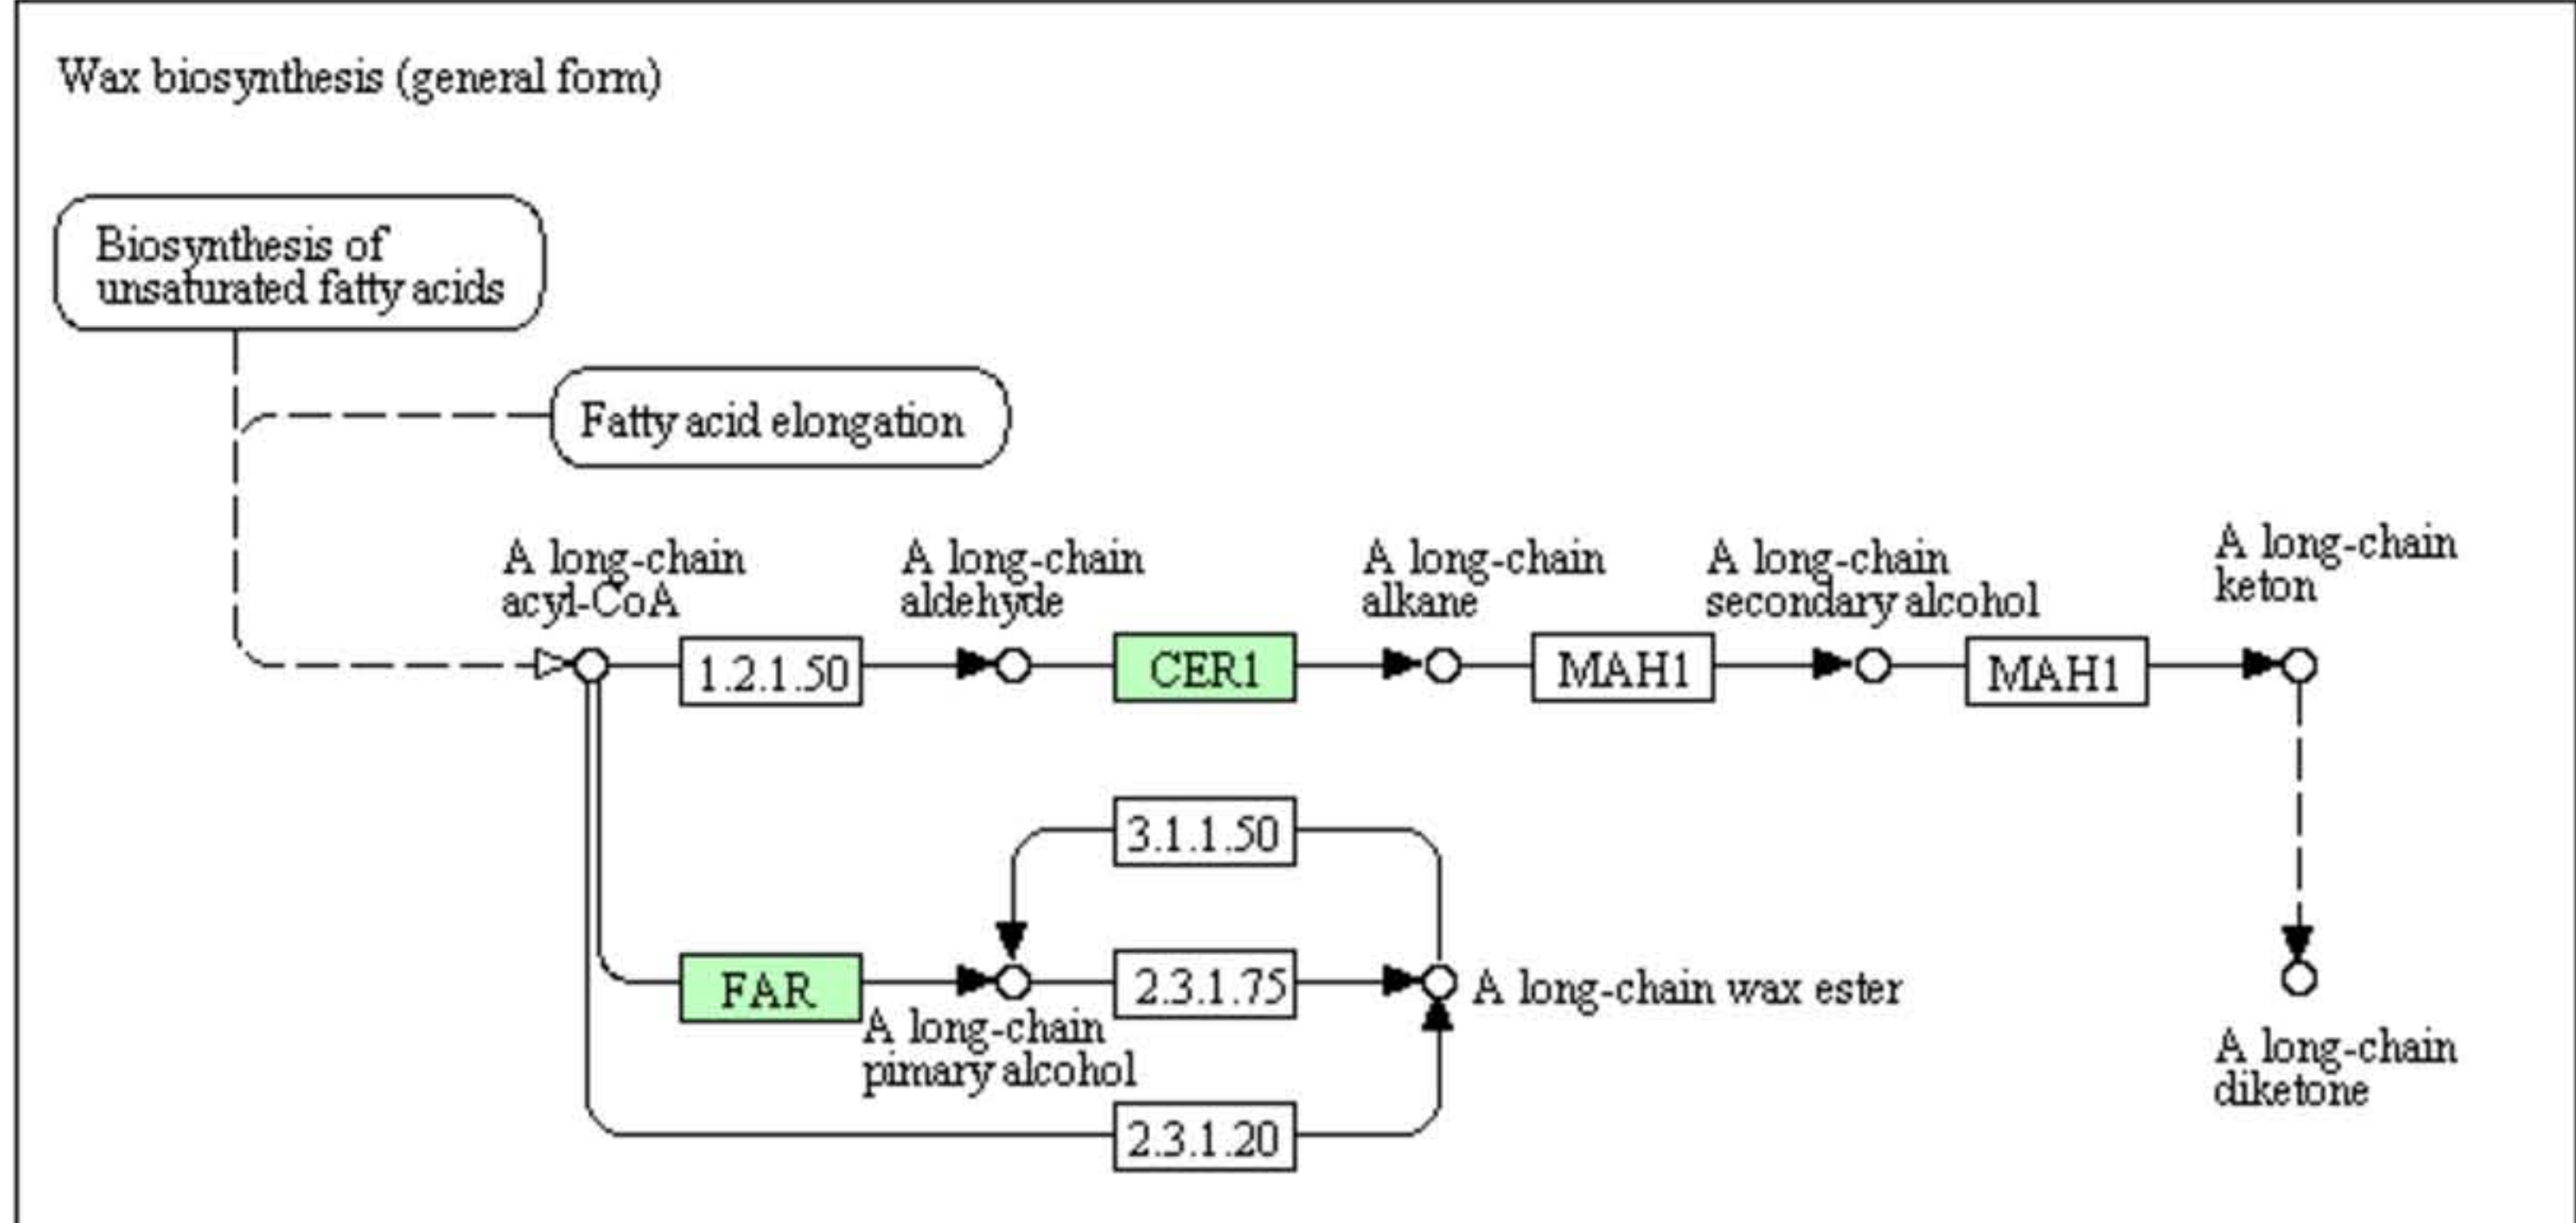 Wax biosynthesis (general form)
Biosynthesis of
unsaturated fatty acids
Fatty acid elongation
A long-chain
acyl-CoA
A long-chain
aldehyde
A long-chain
alkane
A long-chain
secondary alcohol
A long-chain
keton
1.2.1.50
CER1
MAH1
MAH1
3.1.1.50
FAR
2.3.1.75
A long-chain wax ester
A long-chain
pimary alcohol
A long-chain
diketone
2.3.1.20